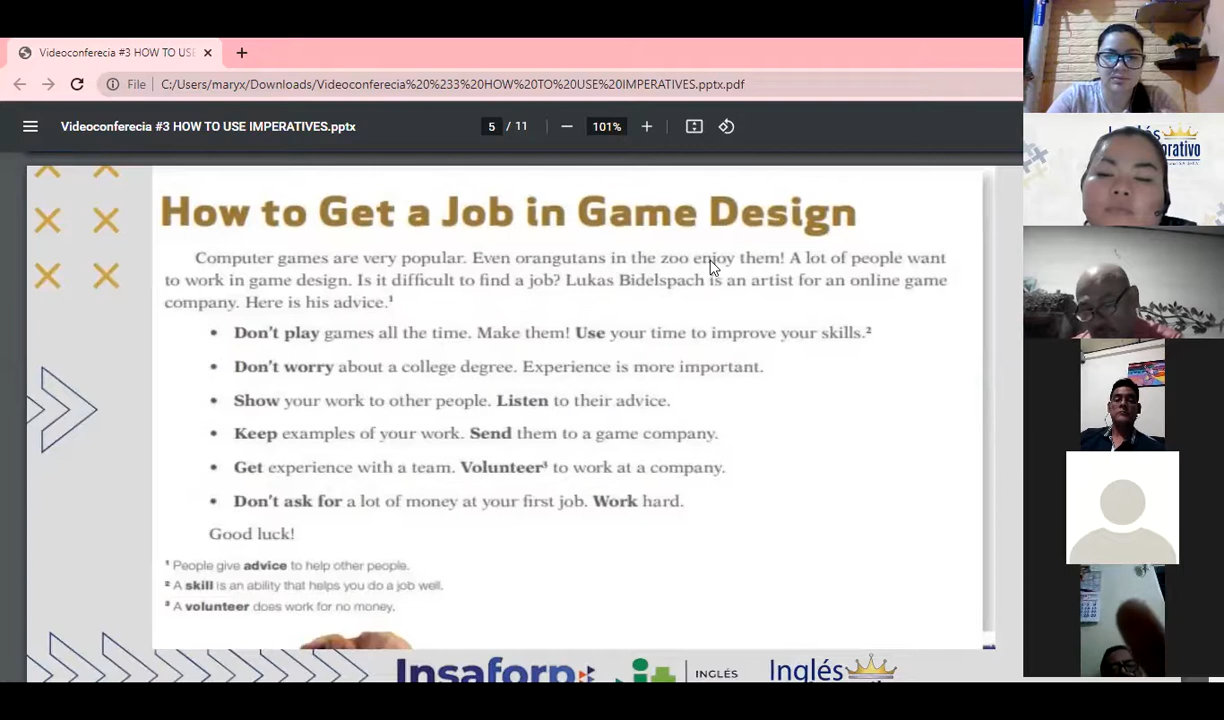 Videoconferecia #3 HOW TO USE
File C:/Users/maryx/Downloads/Videoconferecia%20%233%20HOW%20TO%20USE%20IMPERATIVES.pptx.pdf
Videoconferecia #3 HOW TO USE IMPERATIVES.pptx
5 / 11
101%
How to Get a Job in Game Design
Computer games are very popular. Even orangutans in the zoo enjoy them! A lot of people want
to work in game design. Is it difficult to find a job? Lukas Bidelspach is an artist for an online game
company. Here is his advice.¹
• Don't play games all the time. Make them! Use your time to improve your skills.²
• Don't worry about a college degree. Experience is more important.
• Show your work to other people. Listen to their advice.
• Keep examples of your work. Send them to a game company.
• Get experience with a team. Volunteer³ to work at a company.
• Don't ask for a lot of money at your first job. Work hard.
Good luck!
¹ People give advice to help other people.
² A skill is an ability that helps you do a job well.
³ A volunteer does work for no money.
Insaforp
INGLÉS
Inglés
Inglés